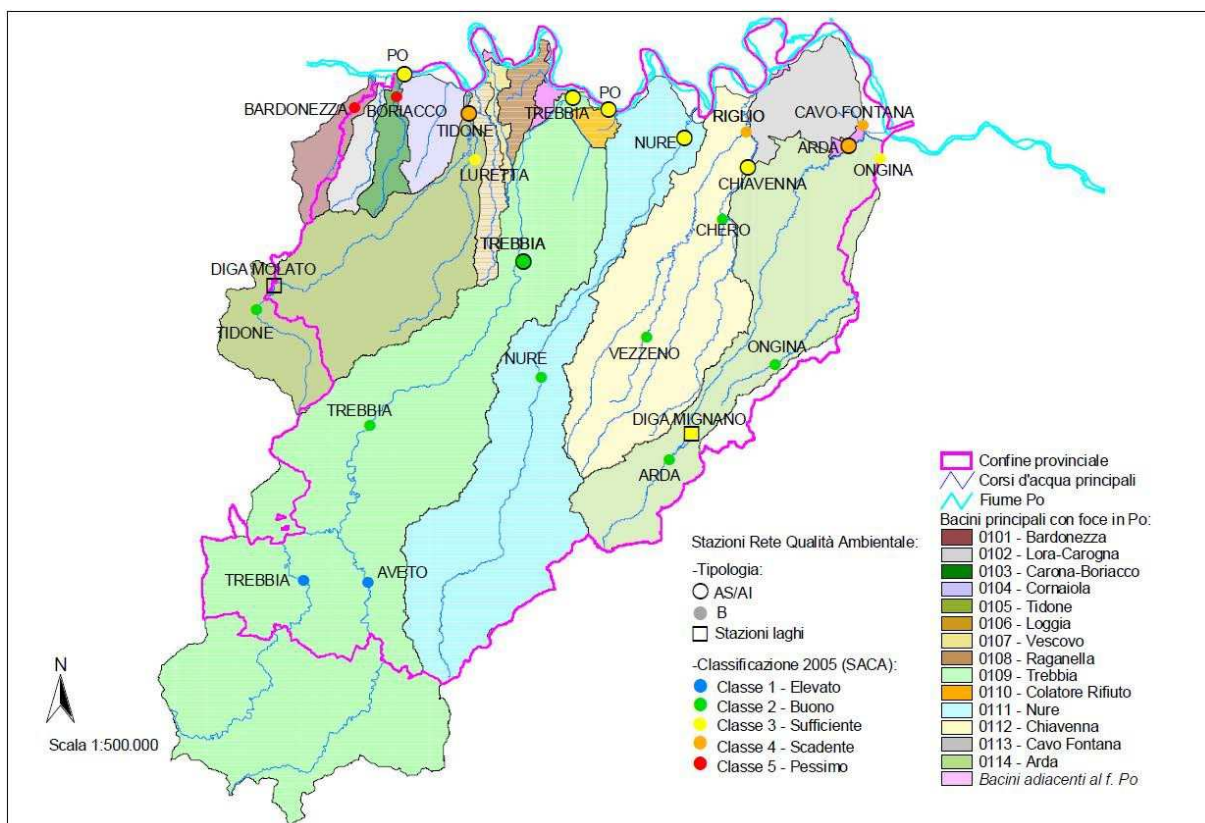 PO
BARDONEZZA
BORIACCO
TIDONE
LURETTA
TREBBIA
PO
NURE
RIGLIO
CAVO FONTANA
ARDA
ONGINA
CHIAVENNA
CHERO
TREBBIA
DIGA MOLATO
TIDONE
VEZZENO
ONGINA
NURE
TREBBIA
DIGA MIGNANO
ARDA
TREBBIA
AVETO
N
Scala 1:500.000
Stazioni Rete Qualità Ambientale:
-Tipologia:
AS/AI
B
Stazioni laghi
-Classificazione 2005 (SACA):
Classe 1 - Elevato
Classe 2 - Buono
Classe 3 - Sufficiente
Classe 4 - Scadente
Classe 5 - Pessimo
Confine provinciale
Corsi d'acqua principali
Fiume Po
Bacini principali con foce in Po:
0101 - Bardonezza
0102 - Lora-Carogna
0103 - Carona-Boriacco
0104 - Cornaiola
0105 - Tidone
0106 - Loggia
0107 - Vescovo
0108 - Raganella
0109 - Trebbia
0110 - Colatore Rifiuto
0111 - Nure
0112 - Chiavenna
0113 - Cavo Fontana
0114 - Arda
Bacini adiacenti al f. Po